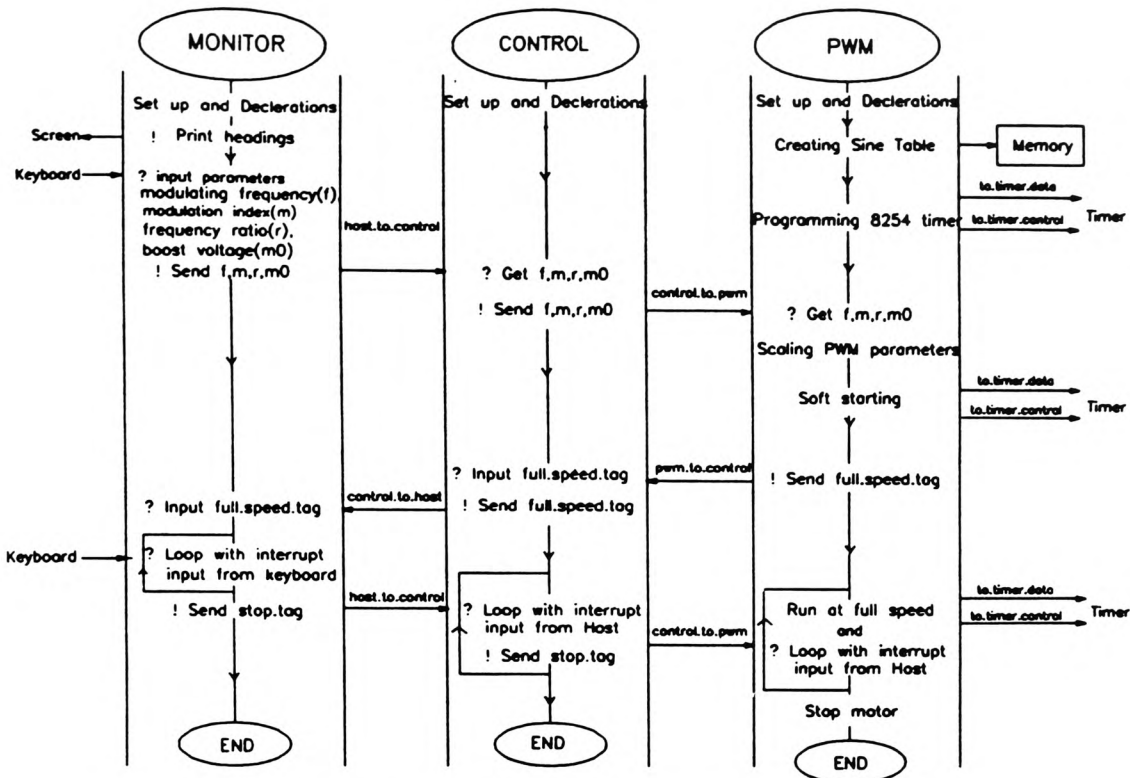 MONITOR
CONTROL
PWM
Set up and Declerations
Set up and Declerations
Set up and Declerations
Screen
! Print headings
Creating Sine Table
Memory
Keyboard
? input parameters
modulating frequency(f),
modulation index(m)
frequency ratio(r),
boost voltage(m0)
! Send f,m,r,m0
host.to.control
to.timer.data
Programming 8254 timer
to.timer.control
Timer
? Get f,m,r,m0
! Send f,m,r,m0
control.to.pwm
? Get f,m,r,m0
Scaling PWM parameters
Soft starting
to.timer.data
to.timer.control
Timer
? Input full.speed.tag
pwm.to.control
! Send full.speed.tag
? Input full.speed.tag
control.to.host
! Send full.speed.tag
Keyboard
? Loop with interrupt
input from keyboard
! Send stop.tag
host.to.control
? Loop with interrupt
input from Host
! Send stop.tag
control.to.pwm
Run at full speed
and
? Loop with interrupt
input from Host
to.timer.data
to.timer.control
Timer
Stop motor
END
END
END